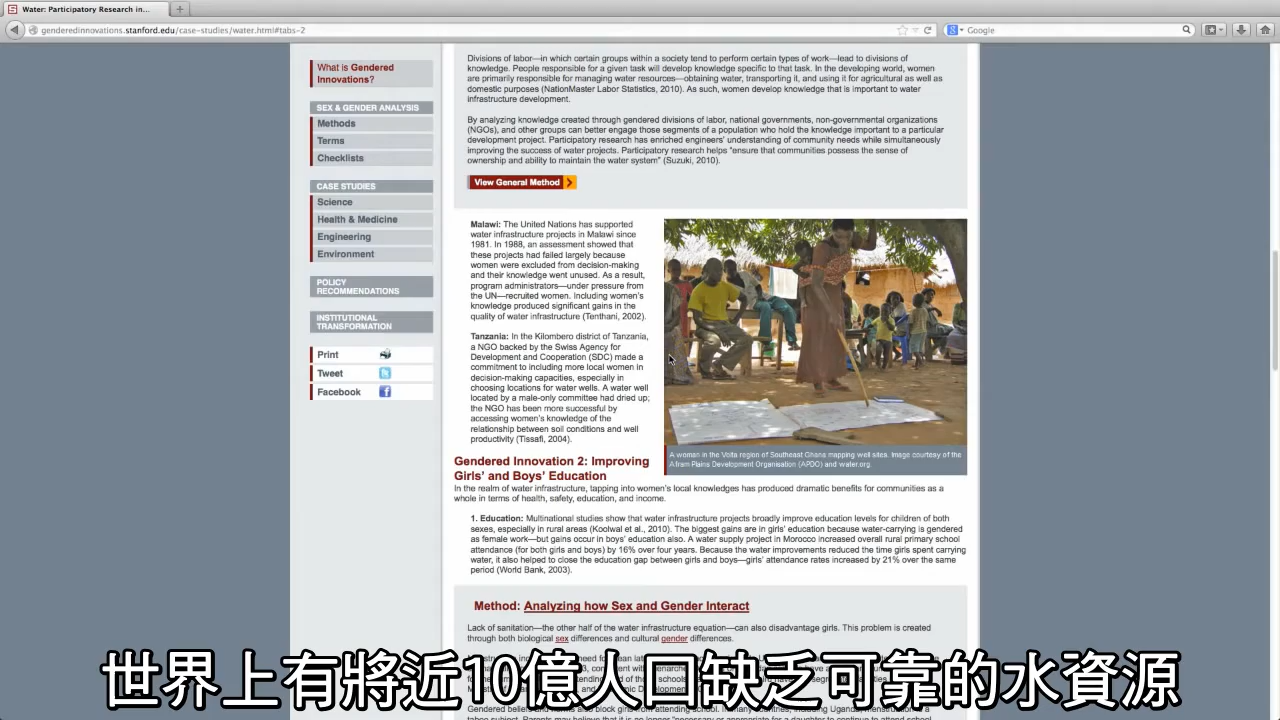 Water: Participatory Research in...
genderedinnovations.stanford.edu/case-studies/water.html#tabs-2
Google
What is Gendered
Innovations?
SEX & GENDER ANALYSIS
Methods
Terms
Checklists
CASE STUDIES
Science
Health & Medicine
Engineering
Environment
POLICY
RECOMMENDATIONS
INSTITUTIONAL
TRANSFORMATION
Print
Tweet
Facebook
Divisions of labor—in which certain groups within a society tend to perform certain types of work—lead to divisions of
knowledge. People responsible for a given task will develop knowledge specific to that task. In the developing world, women
are primarily responsible for managing water resources—obtaining water, transporting it, and using it for agricultural as well as
domestic purposes (NationMaster Labor Statistics, 2010). As such, women develop knowledge that is important to water
infrastructure development.
By analyzing knowledge created through gendered divisions of labor, national governments, non-governmental organizations
(NGOs), and other groups can better engage those segments of a population who hold the knowledge important to a particular
development project. Participatory research has enriched engineers' understanding of community needs while simultaneously
improving the success of water projects. Participatory research helps "ensure that communities possess the sense of
ownership and ability to maintain the water system" (Suzuki, 2010).
View General Method
Malawi: The United Nations has supported
water infrastructure projects in Malawi since
1981. In 1988, an assessment showed that
these projects had failed largely because
women were excluded from decision-making
and their knowledge went unused. As a result,
program administrators—under pressure from
the UN—recruited women. Including women's
knowledge produced significant gains in the
quality of water infrastructure (Tenthani, 2002).
Tanzania: In the Kilombero district of Tanzania,
a NGO backed by the Swiss Agency for
Development and Cooperation (SDC) made a
commitment to including more local women in
decision-making capacities, especially in
choosing locations for water wells. A water well
located by a male-only committee had dried up;
the NGO has been more successful by
accessing women's knowledge of the
relationship between soil conditions and well
productivity (Tissafi, 2004).
A woman in the Volta region of Southeast Ghana mapping well sites. Image courtesy of the
Afram Plains Development Organisation (APDO) and water.org.
Gendered Innovation 2: Improving
Girls' and Boys' Education
In the realm of water infrastructure, tapping into women's local knowledges has produced dramatic benefits for communities as a
whole in terms of health, safety, education, and income.
1. Education: Multinational studies show that water infrastructure projects broadly improve education levels for children of both
sexes, especially in rural areas (Koolwal et al., 2010). The biggest gains are in girls' education because water-carrying is gendered
as female work—but gains occur in boys' education also. A water supply project in Morocco increased overall rural primary school
attendance (for both girls and boys) by 16% over four years. Because the water improvements reduced the time girls spent carrying
water, it also helped to close the education gap between girls and boys—girls' attendance rates increased by 21% over the same
period (World Bank, 2003).
Method: Analyzing how Sex and Gender Interact
Lack of sanitation—the other half of the water infrastructure equation—can also disadvantage girls. This problem is created
through both biological sex differences and cultural gender differences.
世界上有將近10億人口缺乏可靠的水資源